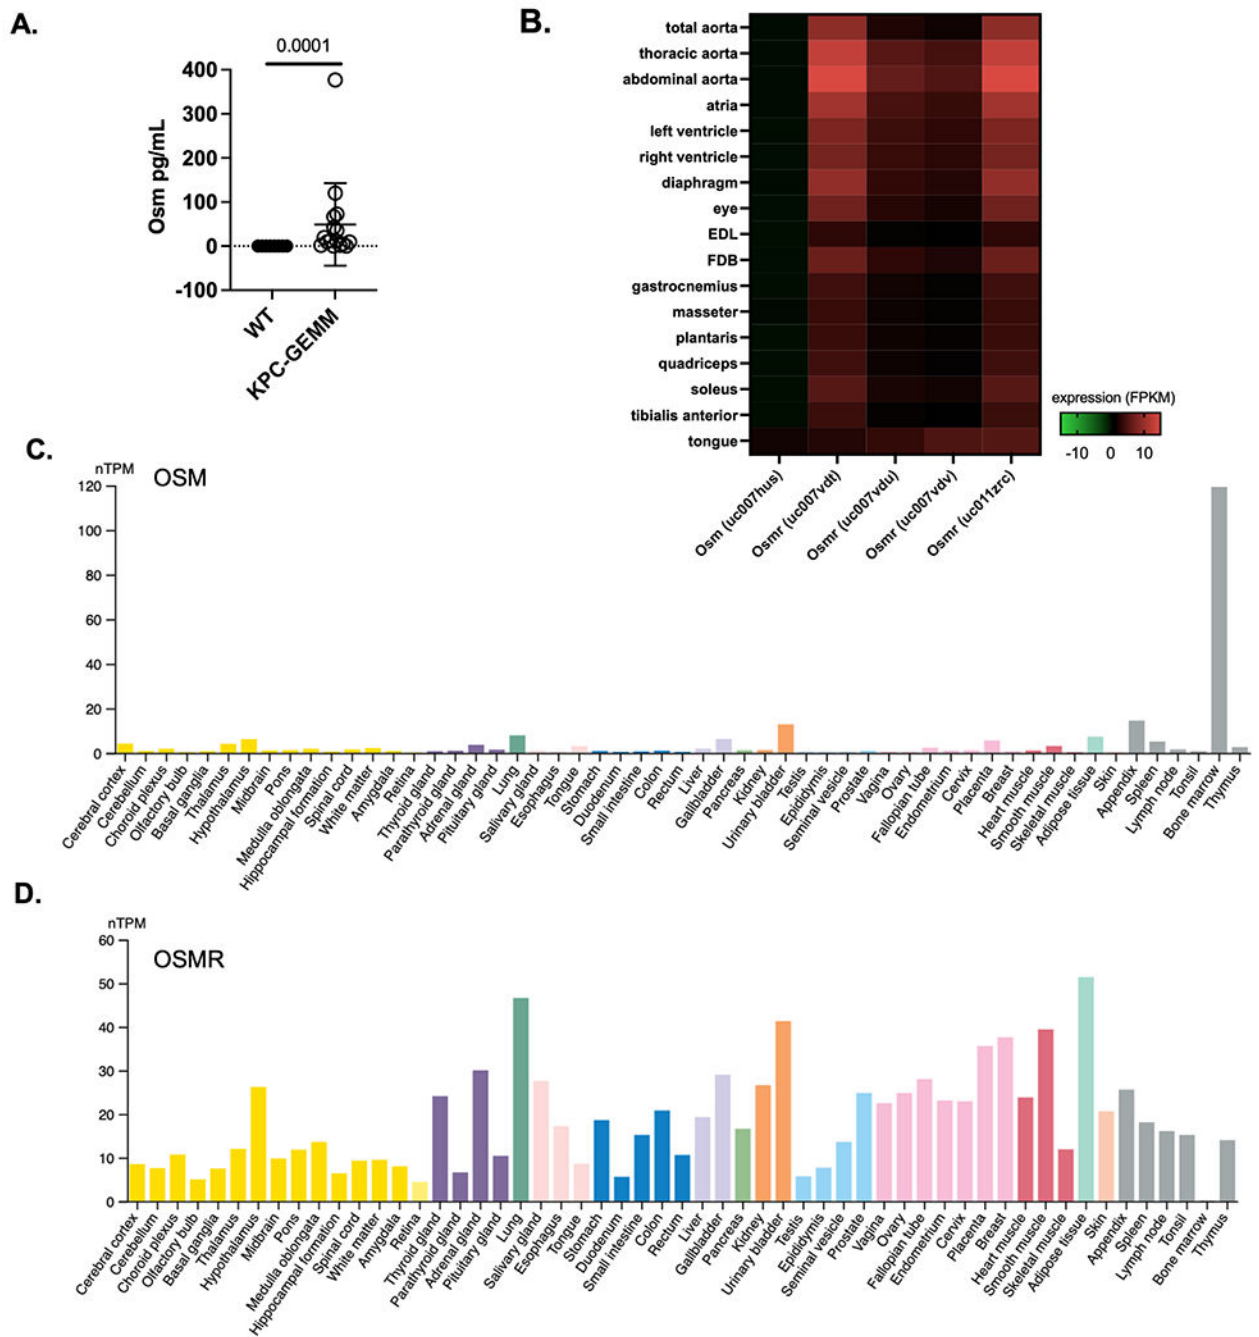 A.
0.0001
400
300
200
100
0
-100
Osm pg/mL
WT
KPC-GEMM
B.
total aorta
thoracic aorta
abdominal aorta
atria
left ventricle
right ventricle
diaphragm
eye
EDL
FDB
gastrocnemius
masseter
plantaris
quadriceps
soleus
tibialis anterior
tongue
Osm (uc007hus)
Osmr (uc007vdt)
Osmr (uc007vdu)
Osmr (uc007vdv)
Osmr (uc011zrc)
expression (FPKM)
-10 0 10
C.
nTPM
OSM
120
100
80
60
40
20
0
Cerebral cortex
Cerebellum
Choroid plexus
Olfactory bulb
Basal ganglia
Thalamus
Hypothalamus
Midbrain
Pons
Medulla oblongata
Hippocampal formation
Spinal cord
White matter
Amygdala
Retina
Thyroid gland
Parathyroid gland
Adrenal gland
Pituitary gland
Lung
Salivary gland
Esophagus
Tongue
Stomach
Duodenum
Small intestine
Colon
Rectum
Liver
Gallbladder
Pancreas
Kidney
Urinary bladder
Testis
Epididymis
Seminal vesicle
Prostate
Vagina
Ovary
Fallopian tube
Endometrium
Cervix
Placenta
Breast
Heart muscle
Smooth muscle
Skeletal muscle
Adipose tissue
Skin
Appendix
Spleen
Lymph node
Tonsil
Bone marrow
Thymus
D.
nTPM
OSMR
60
50
40
30
20
10
0
Cerebral cortex
Cerebellum
Choroid plexus
Olfactory bulb
Basal ganglia
Thalamus
Hypothalamus
Midbrain
Pons
Medulla oblongata
Hippocampal formation
Spinal cord
White matter
Amygdala
Retina
Thyroid gland
Parathyroid gland
Adrenal gland
Pituitary gland
Lung
Salivary gland
Esophagus
Tongue
Stomach
Duodenum
Small intestine
Colon
Rectum
Liver
Gallbladder
Pancreas
Kidney
Urinary bladder
Testis
Epididymis
Seminal vesicle
Prostate
Vagina
Ovary
Fallopian tube
Endometrium
Cervix
Placenta
Breast
Heart muscle
Smooth muscle
Skeletal muscle
Adipose tissue
Skin
Appendix
Spleen
Lymph node
Tonsil
Bone marrow
Thymus